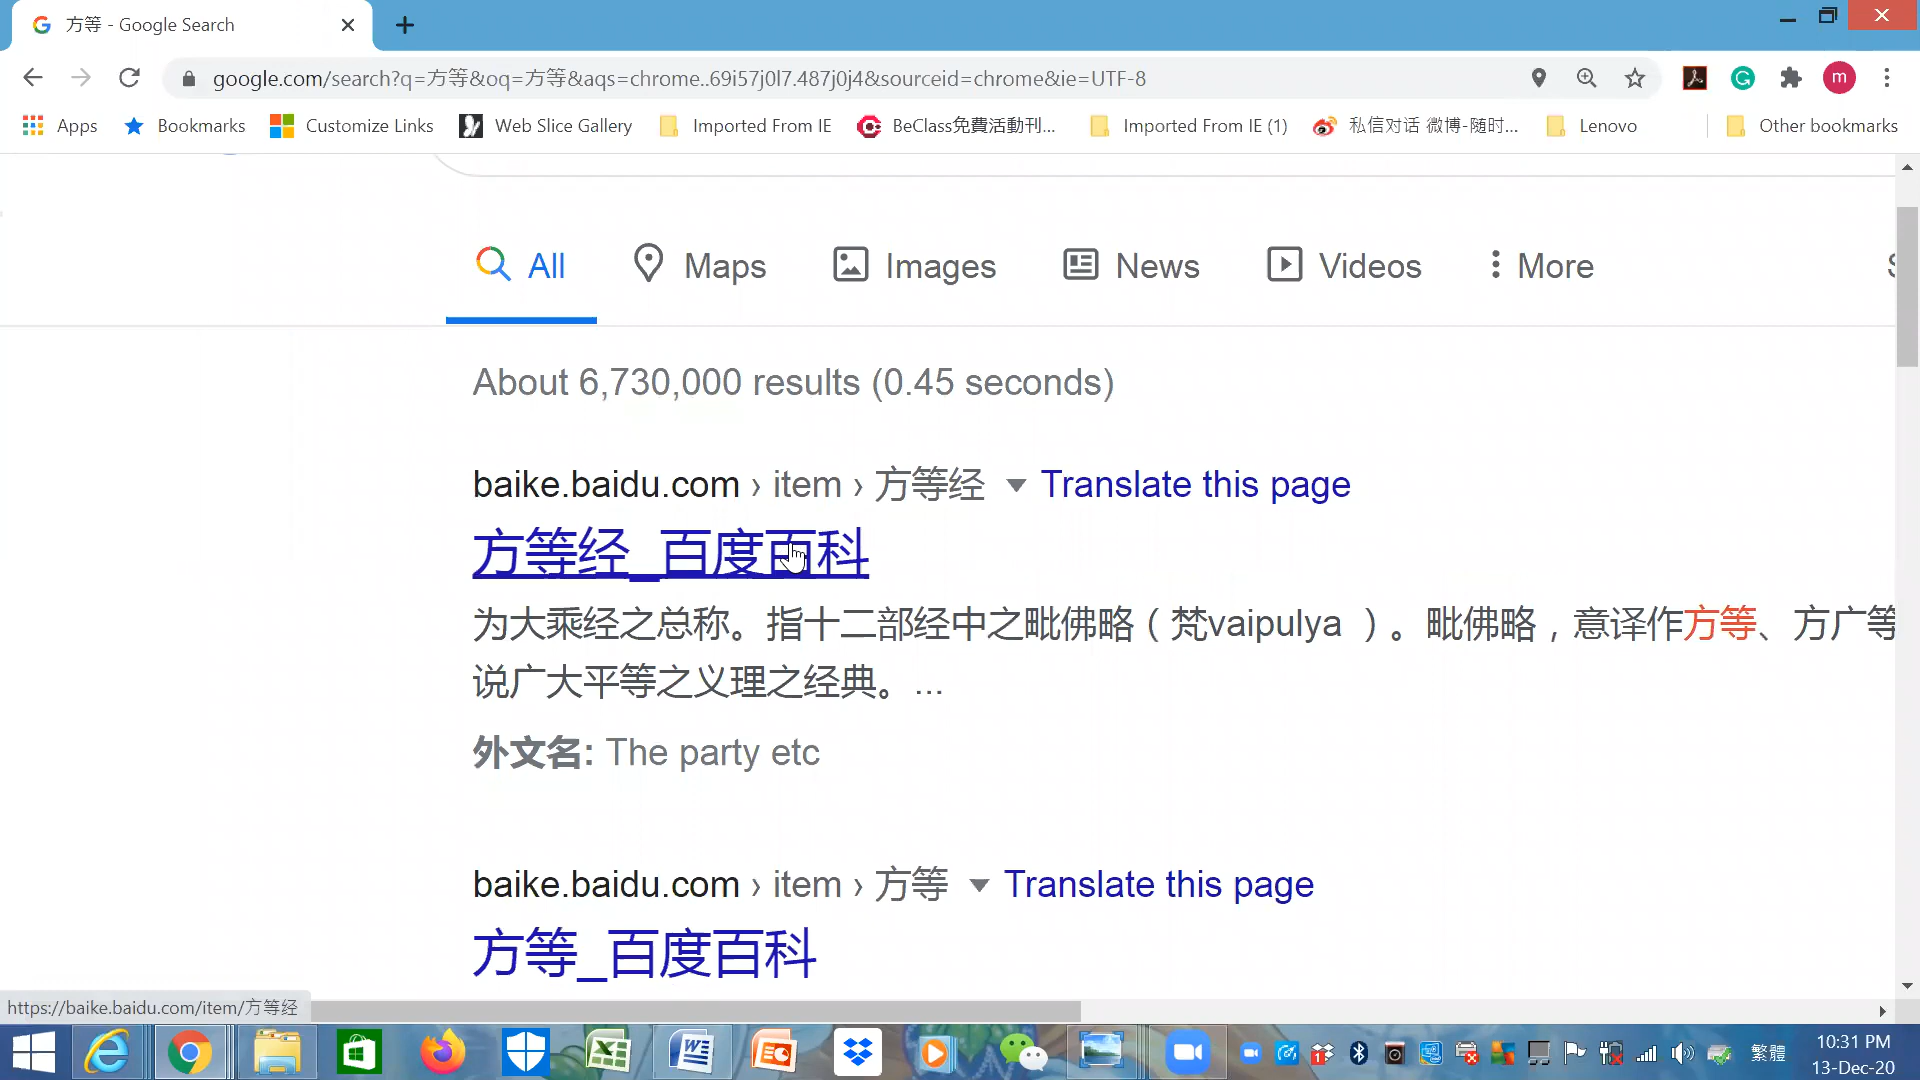 方等 - Google Search
google.com/search?q=方等&oq=方等&aqs=chrome..69i57j0l7.487j0j4&sourceid=chrome&ie=UTF-8
m
Apps
Bookmarks
Customize Links
Web Slice Gallery
Imported From IE
BeClass免費活動刊...
Imported From IE (1)
私信对话 微博-随时...
Lenovo
Other bookmarks
All
Maps
Images
News
Videos
More
About 6,730,000 results (0.45 seconds)
baike.baidu.com › item › 方等经 Translate this page
方等经_百度百科
为大乘经之总称。指十二部经中之毗佛略（梵vaipulya ）。毗佛略，意译作方等、方广等
说广大平等之义理之经典。...
外文名: The party etc
baike.baidu.com › item › 方等 Translate this page
方等_百度百科
https://baike.baidu.com/item/方等经
繁體
10:31 PM
13-Dec-20